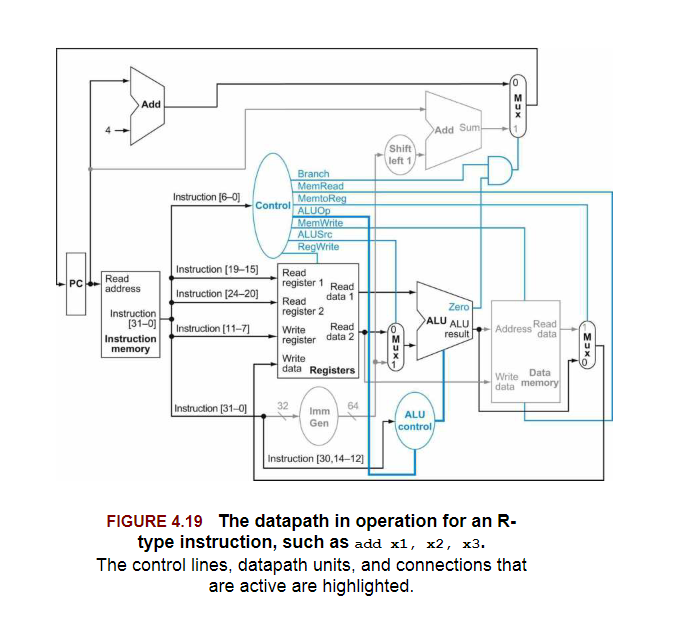 0
M
u
x
1
Add
4
Add Sum
Shift
left 1
Branch
MemRead
MemtoReg
ALUOp
MemWrite
ALUSrc
RegWrite
Control
Instruction [6–0]
PC
Read
address
Instruction
[31–0]
Instruction
memory
Instruction [19–15]
Instruction [24–20]
Instruction [11–7]
Instruction [31–0]
Instruction [30,14–12]
Read
register 1
Read
data 1
Read
register 2
Write
register
Read
data 2
Write
data
Registers
0
M
u
x
1
Zero
ALU ALU
result
Address
Read
data
Write
data
Data
memory
1
M
u
x
0
32
Imm
Gen
64
ALU
control
FIGURE 4.19 The datapath in operation for an R-
type instruction, such as add x1, x2, x3.
The control lines, datapath units, and connections that
are active are highlighted.